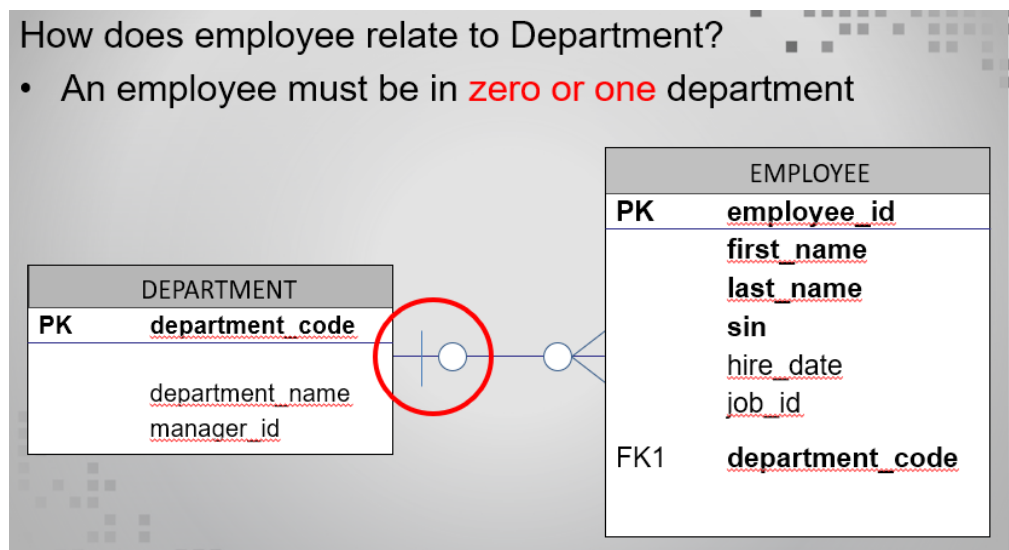 How does employee relate to Department?
• An employee must be in zero or one department
EMPLOYEE
PK employee_id
first_name
last_name
sin
hire_date
job_id
FK1 department_code
DEPARTMENT
PK department_code
department_name
manager_id